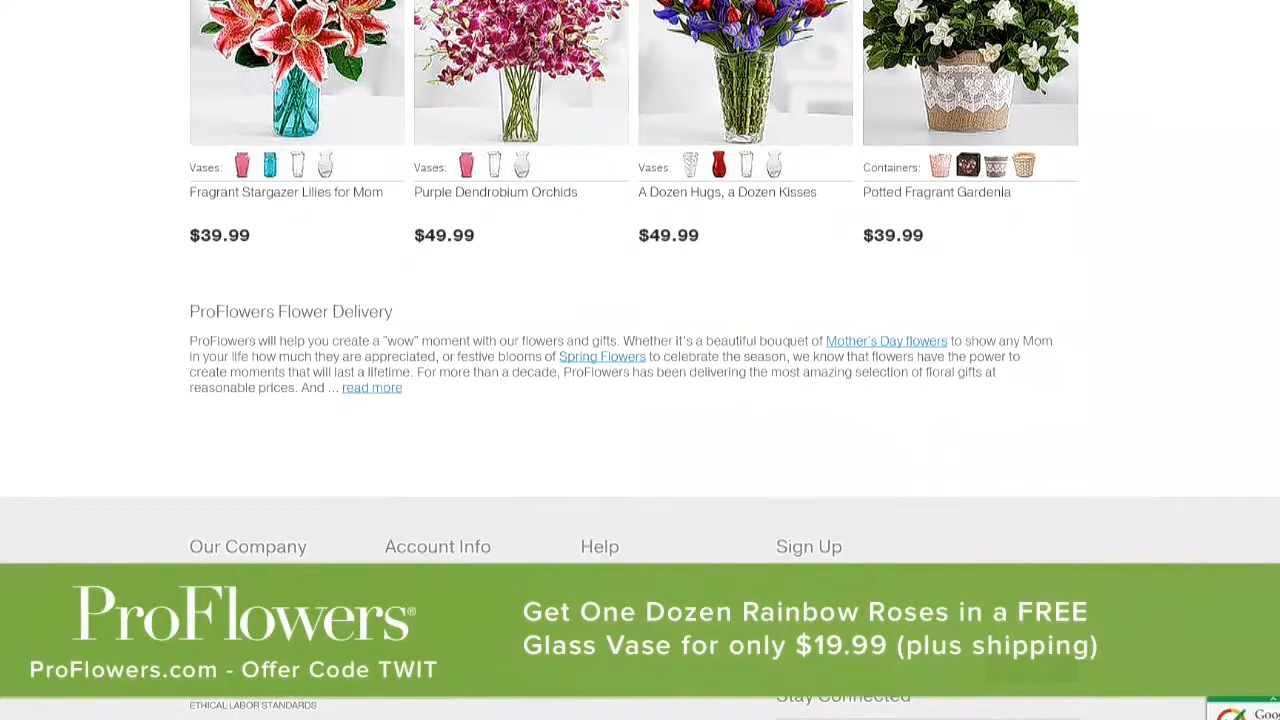 Vases:
Vases:
Vases:
Containers:
Fragrant Stargazer Lilies for Mom
Purple Dendrobium Orchids
A Dozen Hugs, a Dozen Kisses
Potted Fragrant Gardenia
$39.99
$49.99
$49.99
$39.99
ProFlowers Flower Delivery
ProFlowers will help you create a "wow" moment with our flowers and gifts. Whether it's a beautiful bouquet of Mother's Day flowers to show any Mom
in your life how much they are appreciated, or festive blooms of Spring Flowers to celebrate the season, we know that flowers have the power to
create moments that will last a lifetime. For more than a decade, ProFlowers has been delivering the most amazing selection of floral gifts at
reasonable prices. And ... read more
Our Company
Account Info
Help
Sign Up
ProFlowers®
ProFlowers.com - Offer Code TWIT
Get One Dozen Rainbow Roses in a FREE
Glass Vase for only $19.99 (plus shipping)
Stay Connected
ETHICAL LABOR STANDARDS